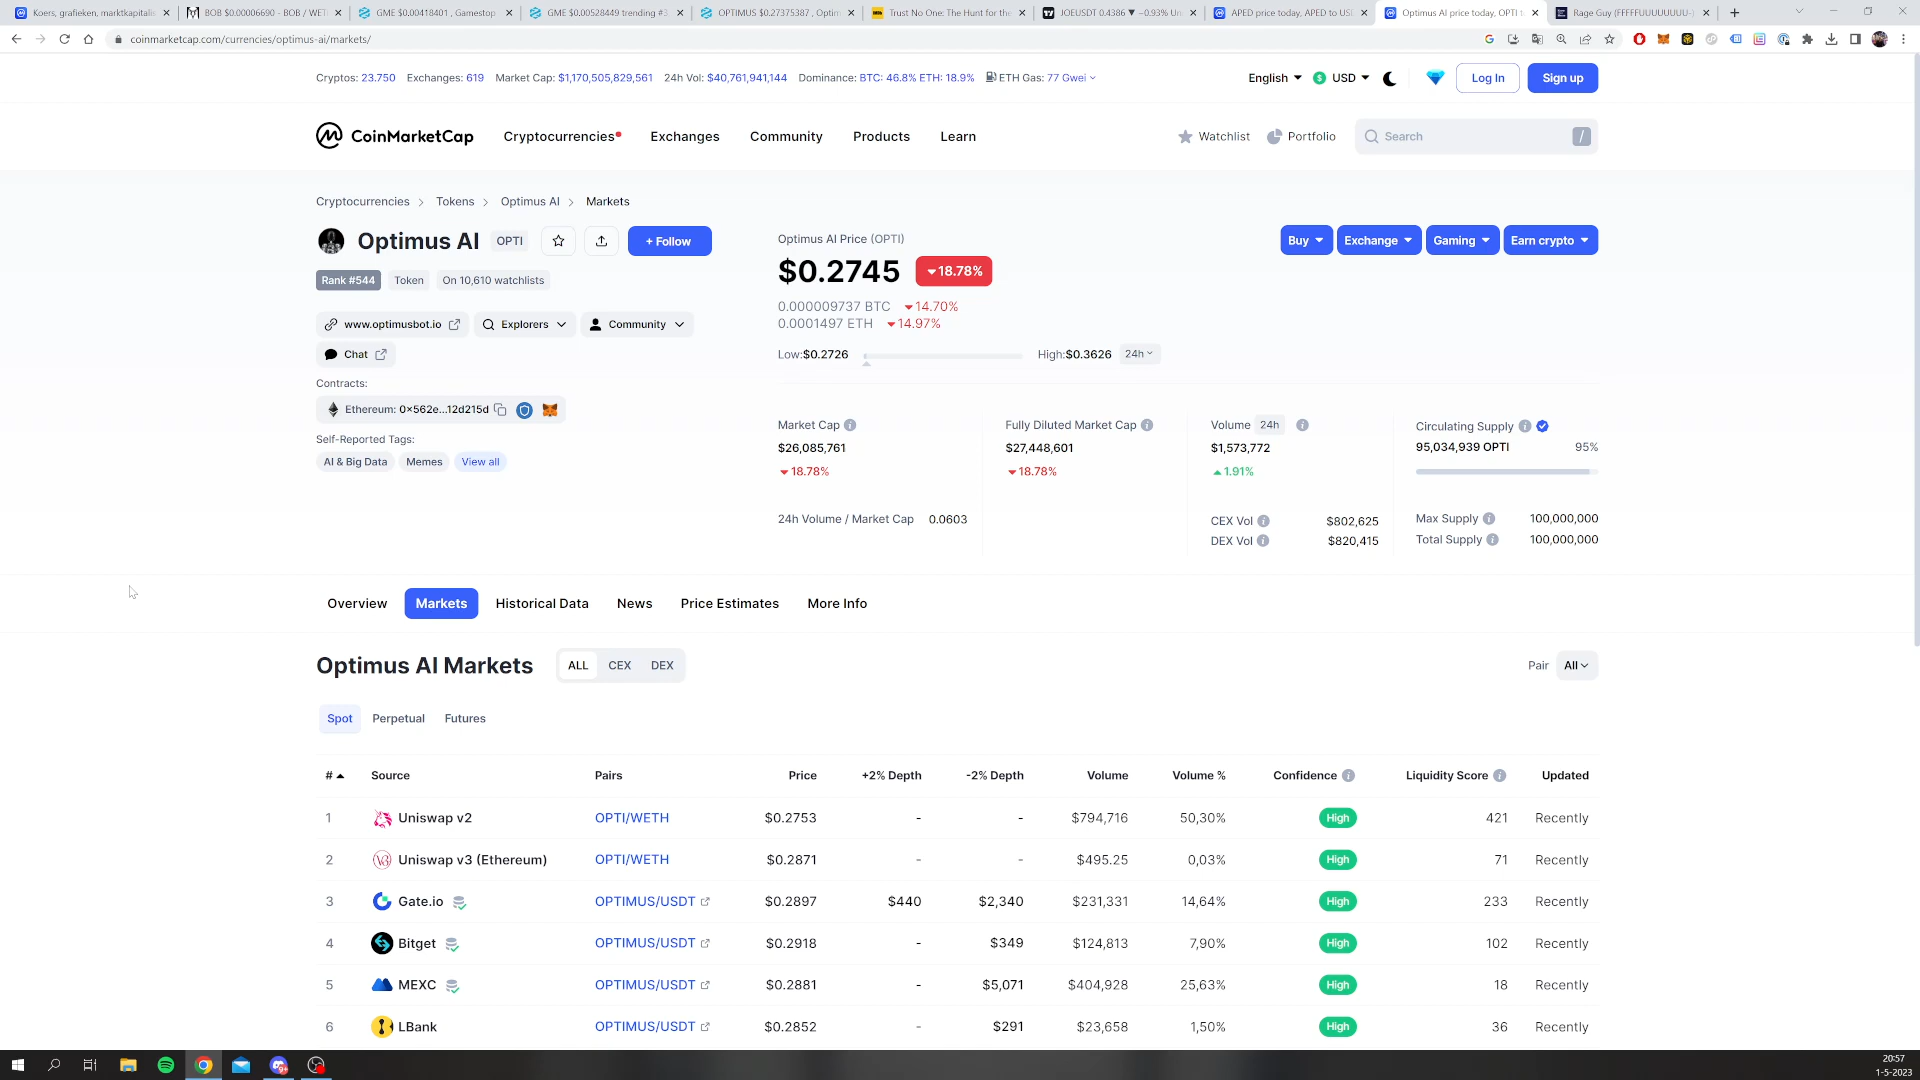 Koers, grafieken, marktkapitalis
BOB $0.00006690 - BOB / WET
GME $0.00418401 , Gamestop
GME $0.00528449 trending #3
OPTIMUS $0.27375387 , Optim
Trust No One: The Hunt for the
JOEUSDT 0.4386 ▼ −0.93% Un
APED price today, APED to US
Optimus AI price today, OPTI t
Rage Guy (FFFFFUUUUUUUU-
coinmarketcap.com/currencies/optimus-ai/markets/
Cryptos: 23.750 Exchanges: 619 Market Cap: $1,170,505,829,561 24h Vol: $40,761,941,144 Dominance: BTC: 46.8% ETH: 18.9% ETH Gas: 77 Gwei
English USD Log In Sign up
CoinMarketCap Cryptocurrencies Exchanges Community Products Learn Watchlist Portfolio Search /
Cryptocurrencies > Tokens > Optimus AI > Markets
Optimus AI OPTI + Follow
Rank #544 Token On 10,610 watchlists
www.optimusbot.io Explorers Community
Chat
Contracts:
Ethereum: 0x562e...12d215d
Self-Reported Tags:
AI & Big Data Memes View all
Optimus AI Price (OPTI)
$0.2745 18.78%
0.000009737 BTC 14.70%
0.0001497 ETH 14.97%
Low:$0.2726 High:$0.3626 24h
Buy Exchange Gaming Earn crypto
Market Cap
$26,085,761
18.78%
24h Volume / Market Cap 0.0603
Fully Diluted Market Cap
$27,448,601
18.78%
Volume 24h
$1,573,772
1.91%
CEX Vol $802,625
DEX Vol $820,415
Circulating Supply
95,034,939 OPTI 95%
Max Supply 100,000,000
Total Supply 100,000,000
Overview Markets Historical Data News Price Estimates More Info
Optimus AI Markets ALL CEX DEX Pair All
Spot Perpetual Futures
# Source Pairs Price +2% Depth -2% Depth Volume Volume % Confidence Liquidity Score Updated
1 Uniswap v2 OPTI/WETH $0.2753 - - $794,716 50,30% High 421 Recently
2 Uniswap v3 (Ethereum) OPTI/WETH $0.2871 - - $495.25 0,03% High 71 Recently
3 Gate.io OPTIMUS/USDT $0.2897 $440 $2,340 $231,331 14,64% High 233 Recently
4 Bitget OPTIMUS/USDT $0.2918 - $349 $124,813 7,90% High 102 Recently
5 MEXC OPTIMUS/USDT $0.2881 - $5,071 $404,928 25,63% High 18 Recently
6 LBank OPTIMUS/USDT $0.2852 - $291 $23,658 1,50% High 36 Recently
20:57
1-5-2023